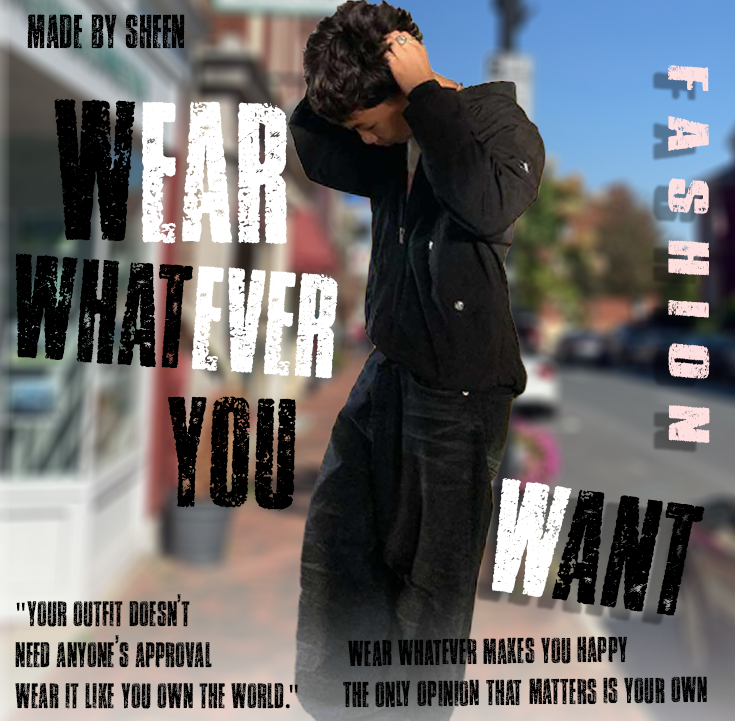 MADE BY SHEEN
WEAR
WHATEVER
YOU
WANT
FASHION
"YOUR OUTFIT DOESN'T
NEED ANYONE'S APPROVAL
WEAR IT LIKE YOU OWN THE WORLD."
WEAR WHATEVER MAKES YOU HAPPY
THE ONLY OPINION THAT MATTERS IS YOUR OWN